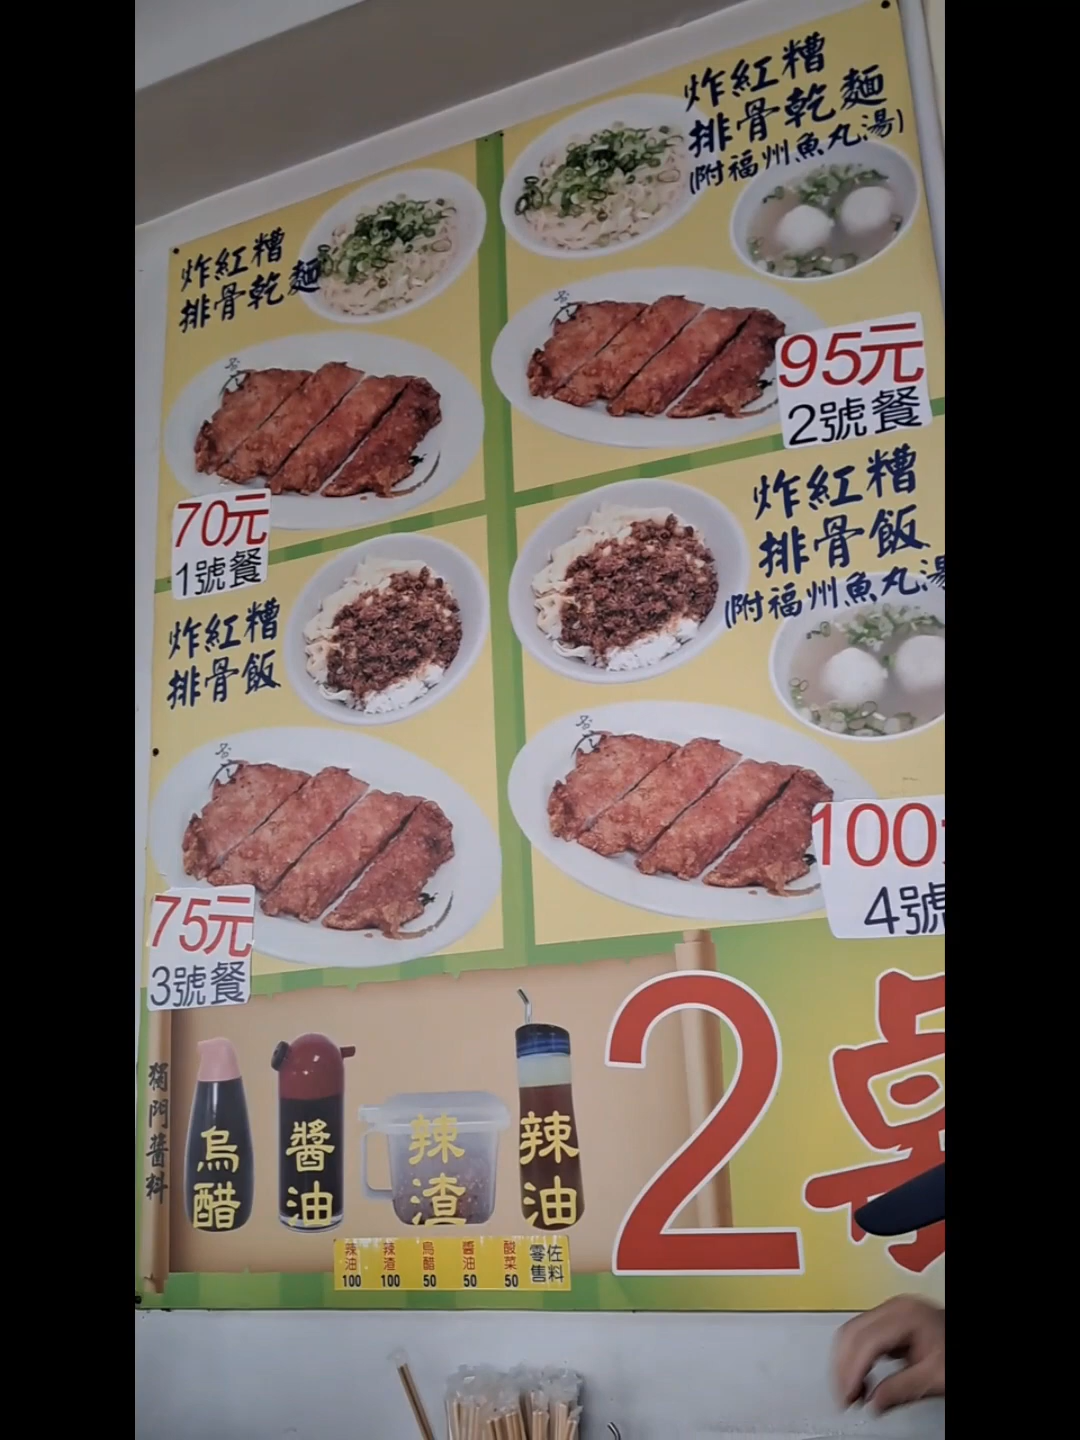 炸紅糟
排骨乾麵
70元
1號餐
炸紅糟
排骨乾麵
(附福州魚丸湯)
95元
2號餐
炸紅糟
排骨飯
75元
3號餐
炸紅糟
排骨飯
(附福州魚丸湯
100
4號
獨門醬料
烏醋
醬油
辣渣
辣油
辣油 100
辣渣 100
烏醋 50
醬油 50
酸菜 50
零售
佐料
2